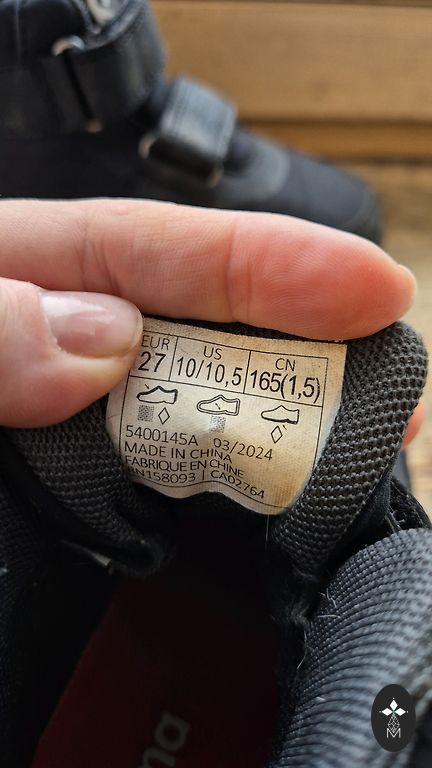 EUR US CN
27 10/10,5 165(1,5)
5400145A 03/2024
MADE IN CHINA
FABRIQUE EN CHINE
RN158093 | CA02764
M